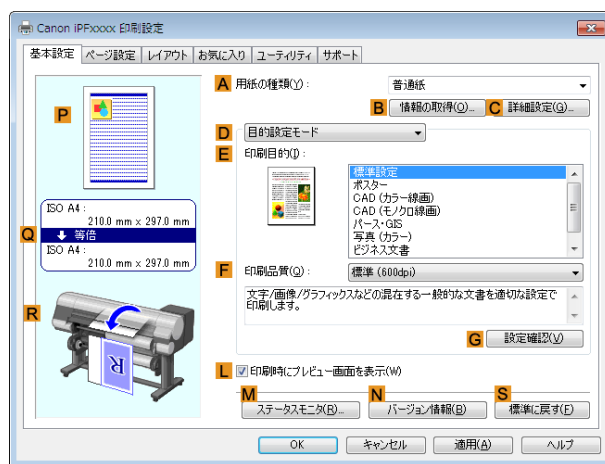 Canon iPFxxxx 印刷設定
基本設定 ページ設定 レイアウト お気に入り ユーティリティ サポート
P
A 用紙の種類(Y): 普通紙
B 情報の取得(O)... C 詳細設定(G)...
D 目的設定モード
E 印刷目的(I):
標準設定
ポスター
CAD (カラー線画)
CAD (モノクロ線画)
パース・GIS
写真 (カラー)
ビジネス文書
ISO A4 :
210.0 mm x 297.0 mm
Q 等倍
ISO A4 :
210.0 mm x 297.0 mm
F 印刷品質(Q): 標準 (600dpi)
文字/画像/グラフィックスなどの混在する一般的な文書を適切な設定で
印刷します。
R
R
G 設定確認(V)
L 印刷時にプレビュー画面を表示(W)
M N S
ステータスモニタ(R)... バージョン情報(B) 標準に戻す(F)
OK キャンセル 適用(A) ヘルプ